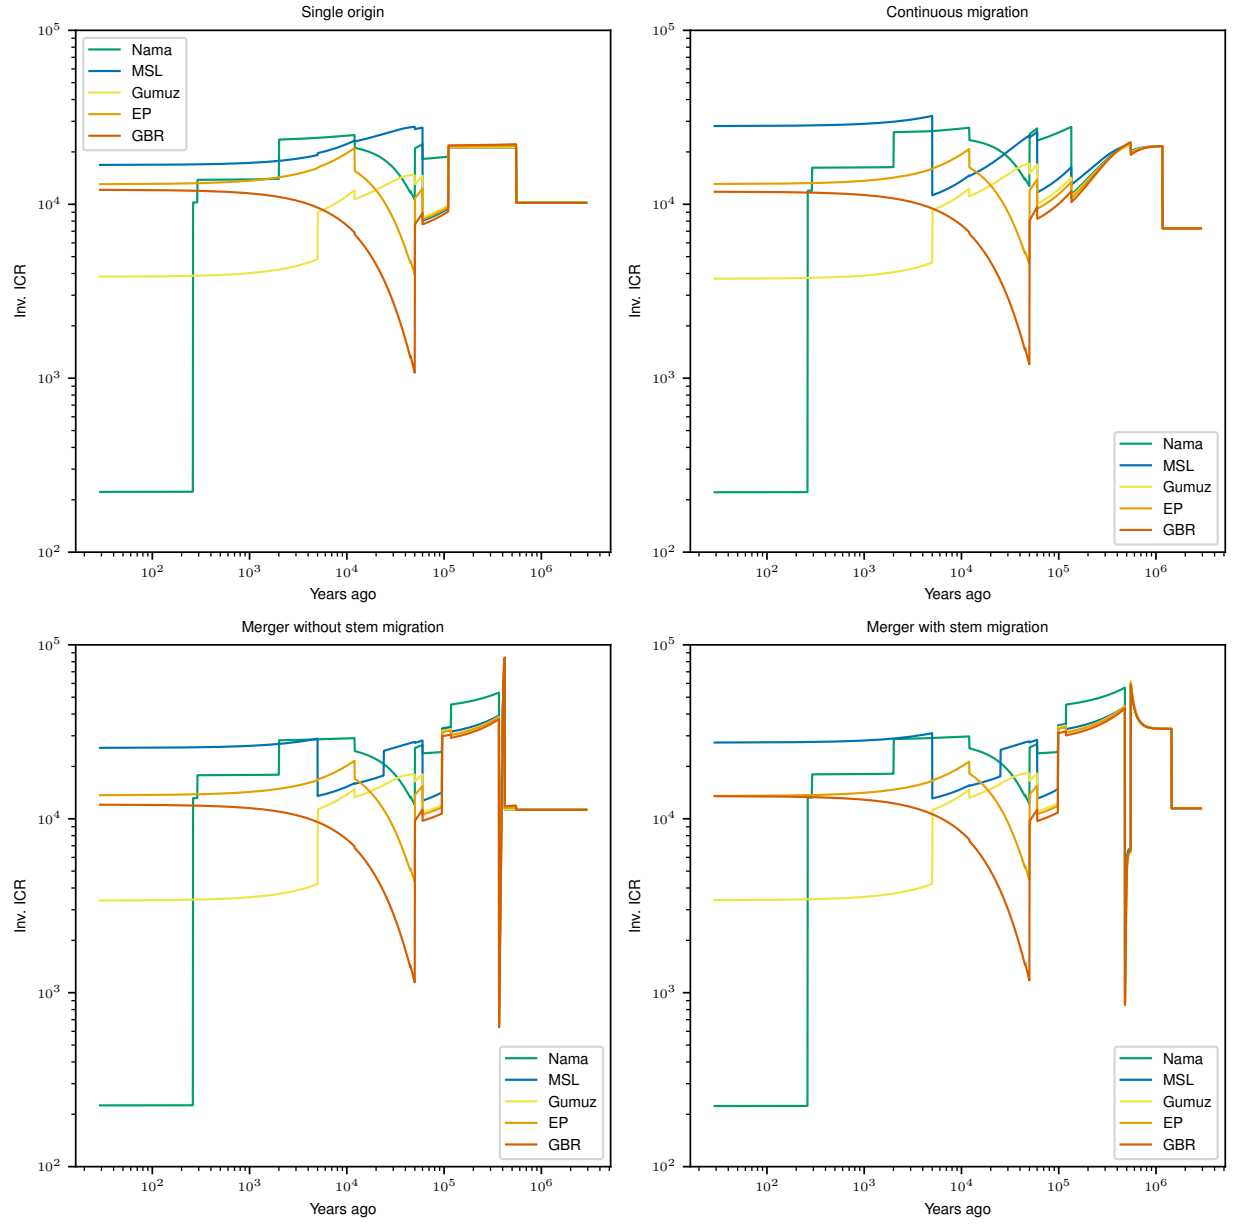 Single origin
10^5
10^4
10^3
10^2
Inv. ICR
Nama
MSL
Gumuz
EP
GBR
10^2 10^3 10^4 10^5 10^6
Years ago
Continuous migration
10^5
10^4
10^3
10^2
Inv. ICR
Nama
MSL
Gumuz
EP
GBR
10^2 10^3 10^4 10^5 10^6
Years ago
Merger without stem migration
10^5
10^4
10^3
10^2
Inv. ICR
Nama
MSL
Gumuz
EP
GBR
10^2 10^3 10^4 10^5 10^6
Years ago
Merger with stem migration
10^5
10^4
10^3
10^2
Inv. ICR
Nama
MSL
Gumuz
EP
GBR
10^2 10^3 10^4 10^5 10^6
Years ago